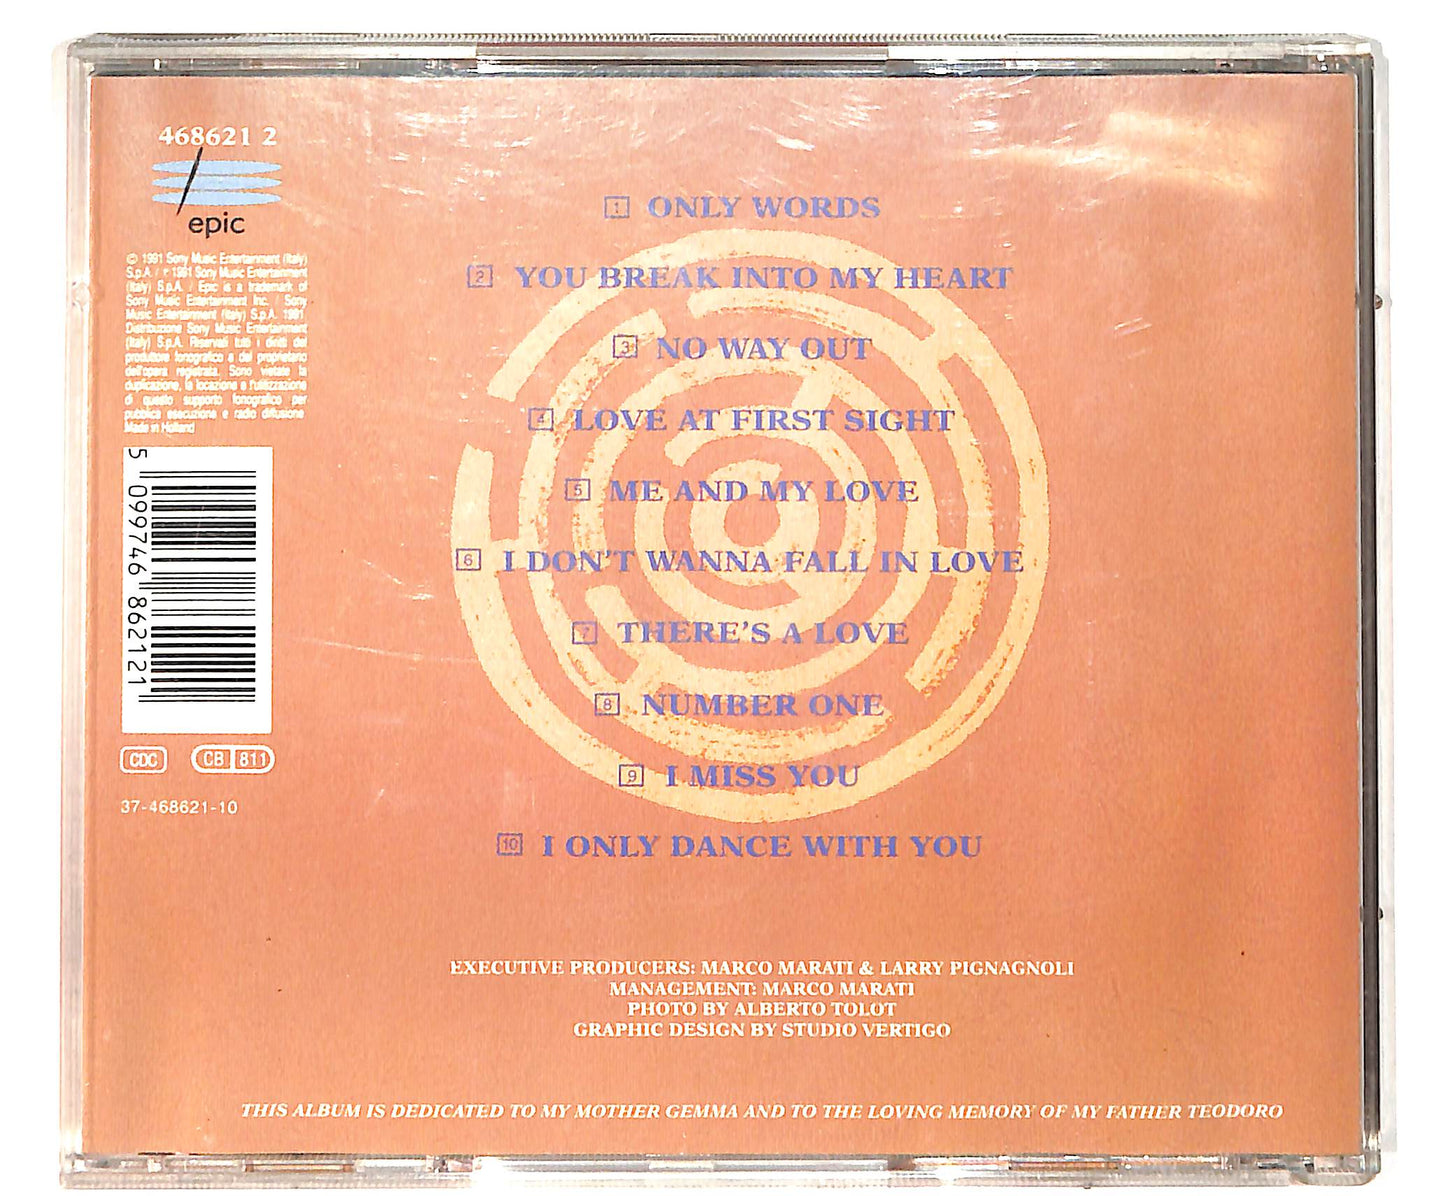 468621 2
epic
© 1991 Sony Music Entertainment (Italy)
S.p.A / ℗ 1991 Sony Music Entertainment
(Italy) S.p.A. / Epic is a trademark of
Sony Music Entertainment Inc. / Sony
Music Entertainment (Italy) S.p.A. 1991.
Distribuzione Sony Music Entertainment
(Italy) S.p.A. Riservati tutti i diritti del
produttore fonografico e del proprietario
dell'opera registrata. Sono vietate la
duplicazione, la locazione e l'utilizzazione
di questo supporto fonografico per
pubblica esecuzione e radio diffusione.
Made in Holland
5 099746 862121
CDC CB 811
37-468621-10
1 ONLY WORDS
2 YOU BREAK INTO MY HEART
3 NO WAY OUT
4 LOVE AT FIRST SIGHT
5 ME AND MY LOVE
6 I DON'T WANNA FALL IN LOVE
7 THERE'S A LOVE
8 NUMBER ONE
9 I MISS YOU
10 I ONLY DANCE WITH YOU
EXECUTIVE PRODUCERS: MARCO MARATI & LARRY PIGNAGNOLI
MANAGEMENT: MARCO MARATI
PHOTO BY ALBERTO TOLOT
GRAPHIC DESIGN BY STUDIO VERTIGO
THIS ALBUM IS DEDICATED TO MY MOTHER GEMMA AND TO THE LOVING MEMORY OF MY FATHER TEODORO